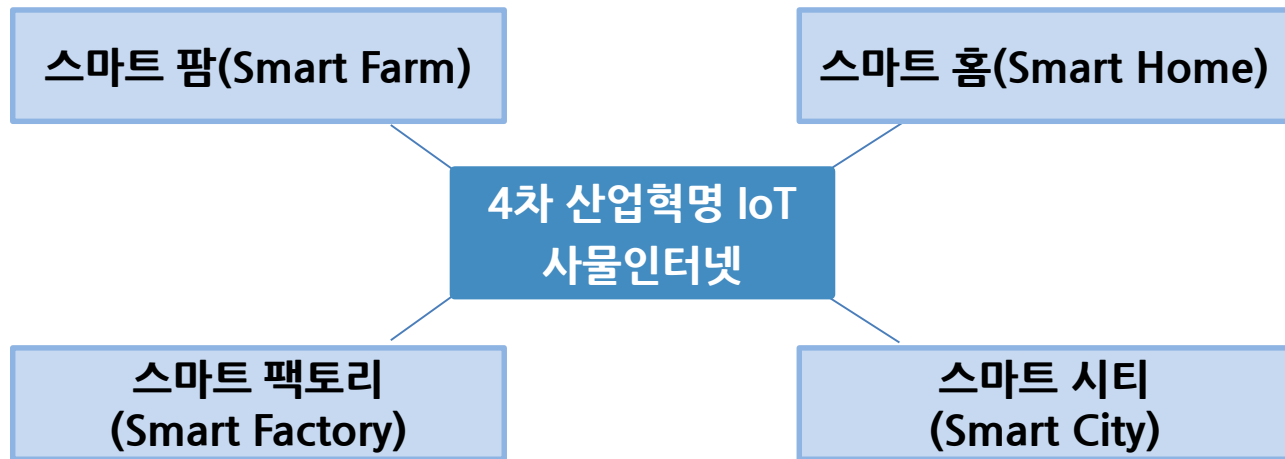 스마트 팜(Smart Farm)
스마트 홈(Smart Home)
4차 산업혁명 IoT
사물인터넷
스마트 팩토리
(Smart Factory)
스마트 시티
(Smart City)